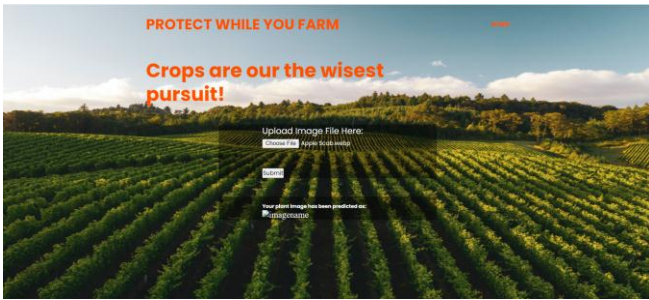 PROTECT WHILE YOU FARM
Crops are our the wisest
pursuit!
Upload Image File Here:
Choose File Apple Scab.webp
Submit
Your plant image has been predicted as:
imagename